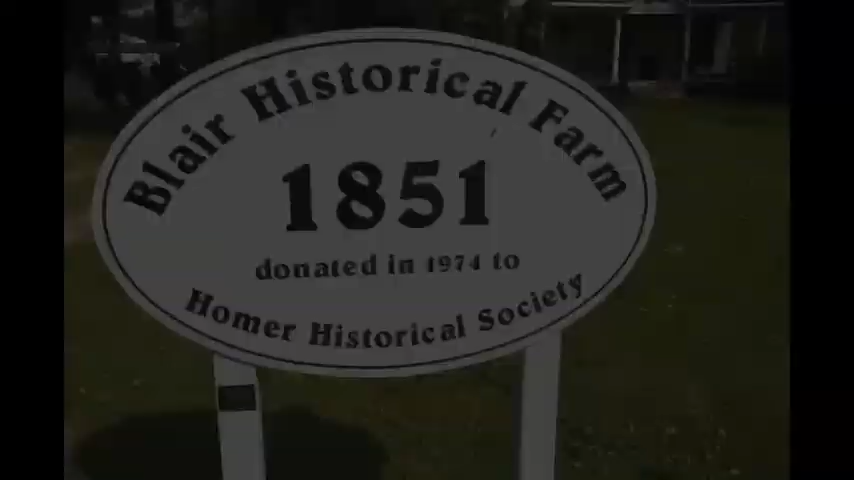 Blair Historical Farm
1851
donated in 1974 to
Homer Historical Society